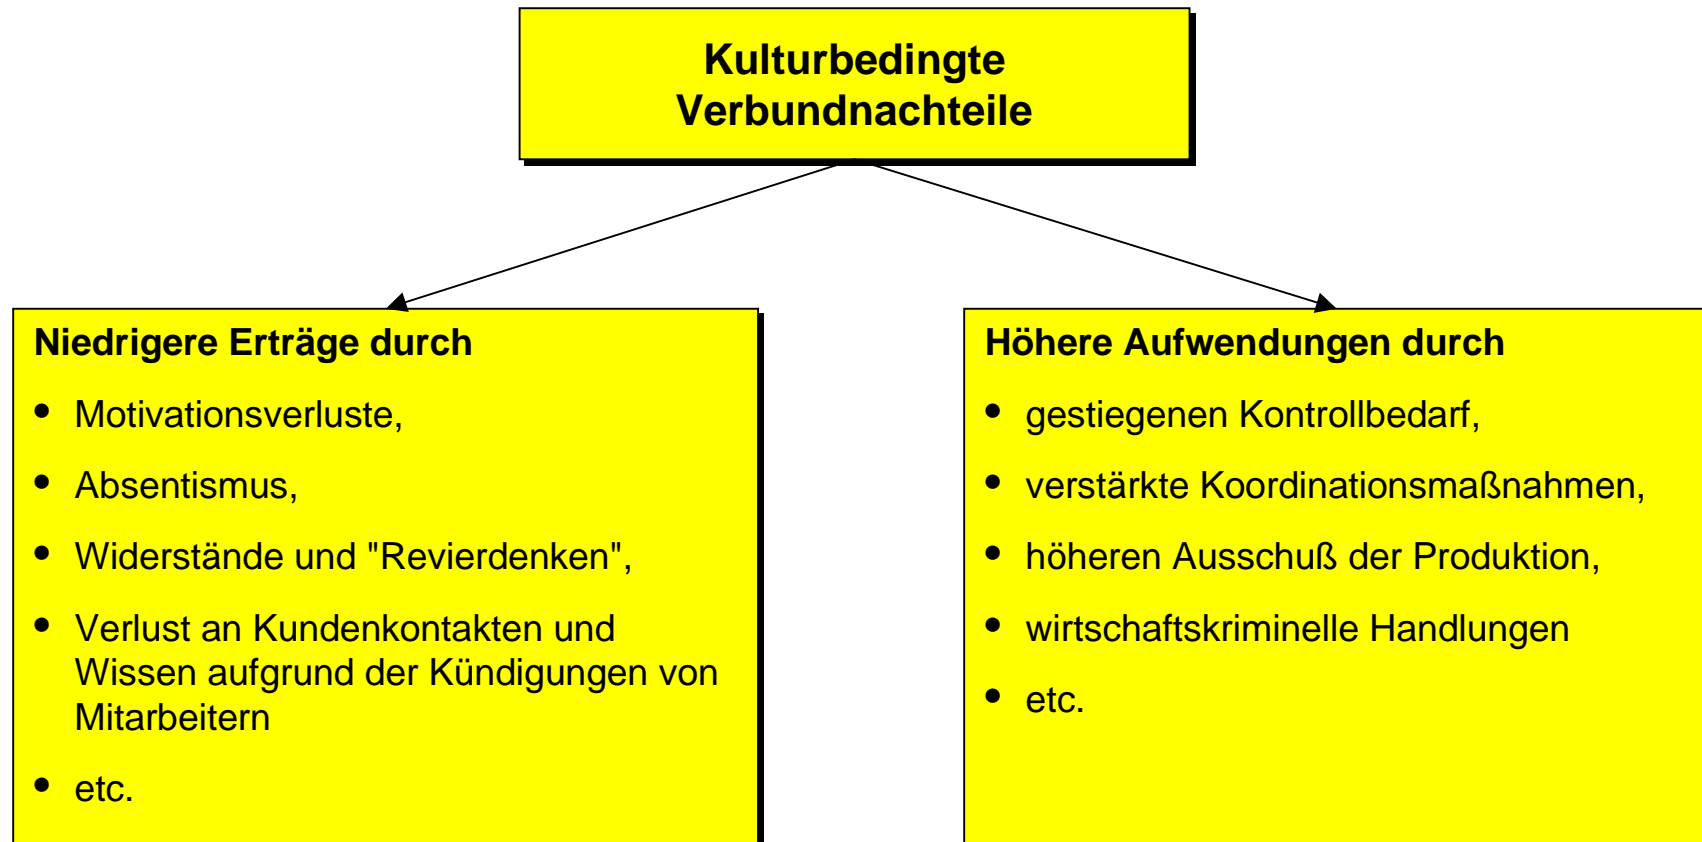 Kulturbedingte
Verbundnachteile
Niedrigere Erträge durch
• Motivationsverluste,
• Absentismus,
• Widerstände und "Revierdenken",
• Verlust an Kundenkontakten und
Wissen aufgrund der Kündigungen von
Mitarbeitern
• etc.
Höhere Aufwendungen durch
• gestiegenen Kontrollbedarf,
• verstärkte Koordinationsmaßnahmen,
• höheren Ausschuß der Produktion,
• wirtschaftskriminelle Handlungen
• etc.